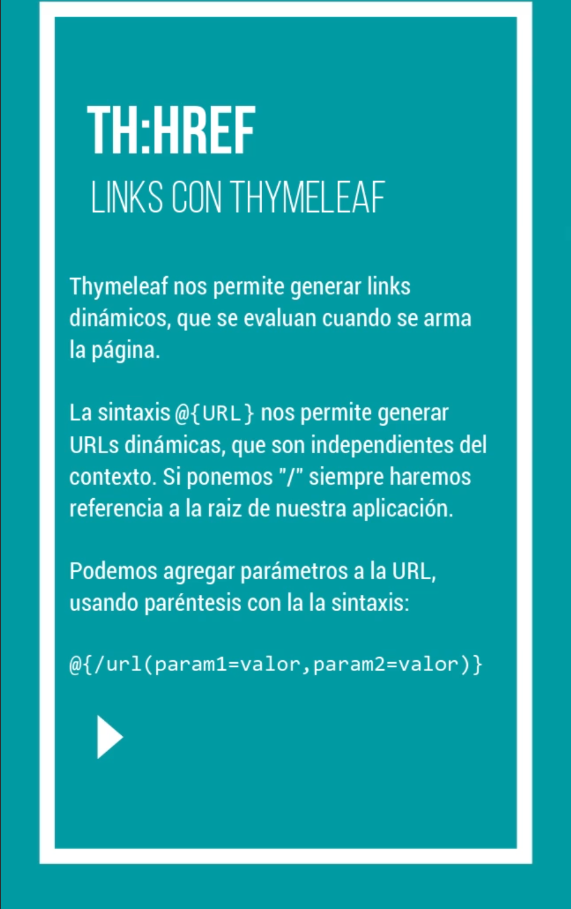 TH:HREF
LINKS CON THYMELEAF
Thymeleaf nos permite generar links
dinámicos, que se evaluan cuando se arma
la página.
La sintaxis @{URL} nos permite generar
URLs dinámicas, que son independientes del
contexto. Si ponemos "/" siempre haremos
referencia a la raiz de nuestra aplicación.
Podemos agregar parámetros a la URL,
usando paréntesis con la la sintaxis:
@{/url(param1=valor,param2=valor)}